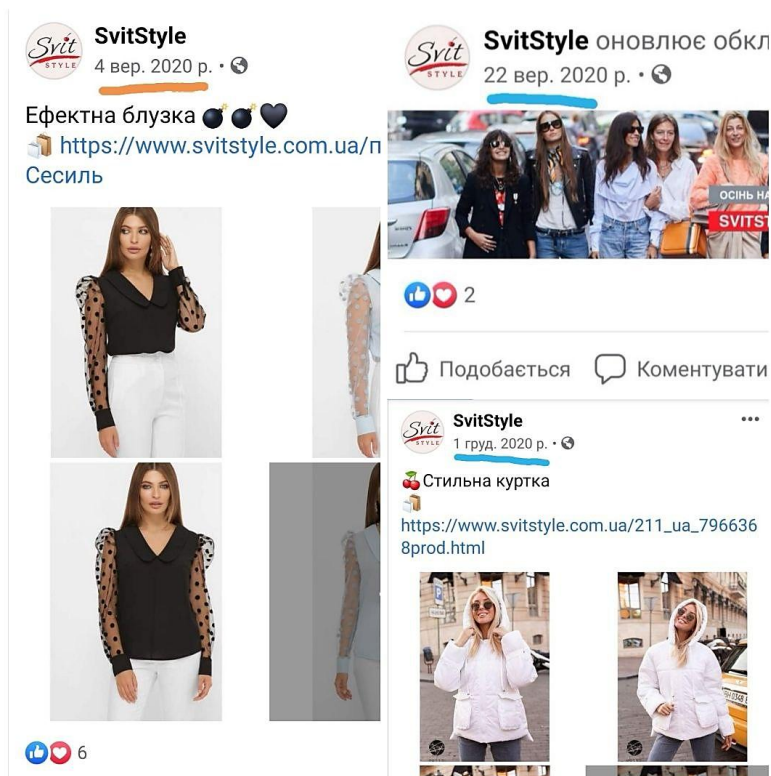 Svit
STYLE
SvitStyle
4 вер. 2020 р.
Ефектна блузка 💣💣🖤
🛍 https://www.svitstyle.com.ua/п
Сесиль
6
Svit
STYLE
SvitStyle оновлює обкл
22 вер. 2020 р.
ОСІНЬ НА
SVITST
2
Подобається
Коментувати
Svit
STYLE
SvitStyle
1 груд. 2020 р.
🍒Стильна куртка
🛍
https://www.svitstyle.com.ua/211_ua_796636
8prod.html